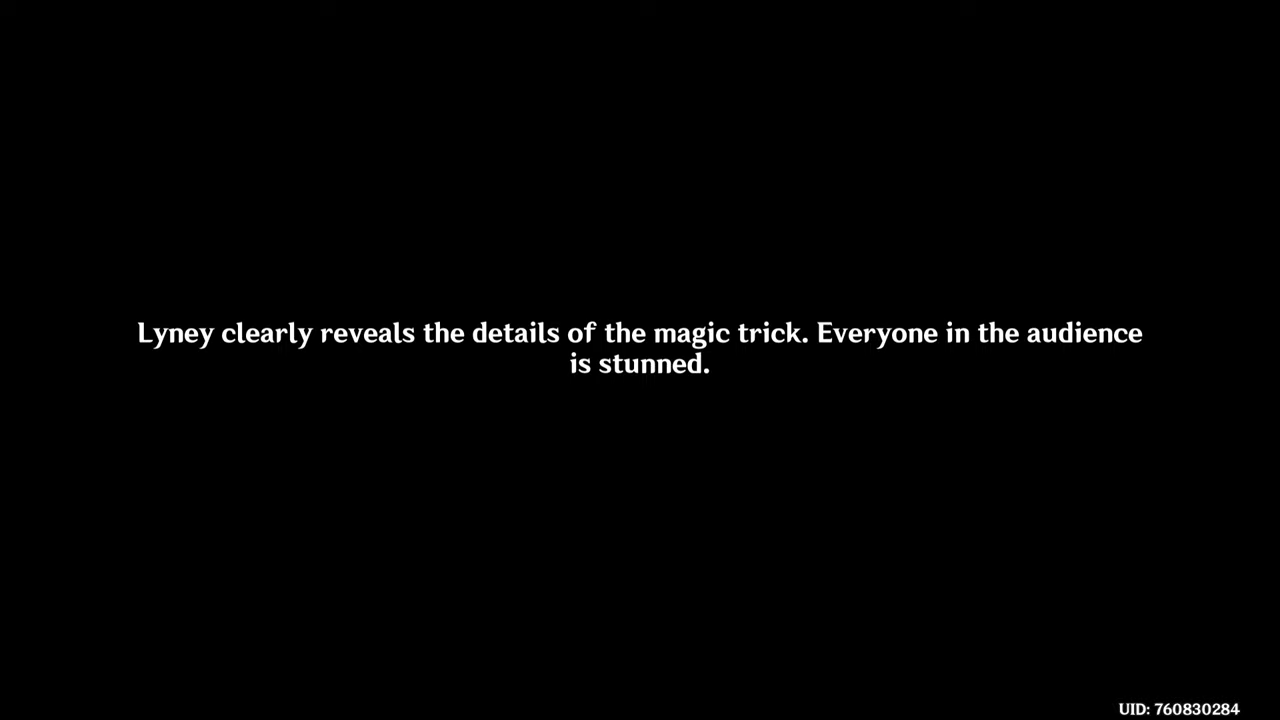 Lyney clearly reveals the details of the magic trick. Everyone in the audience
is stunned.
UID: 760830284